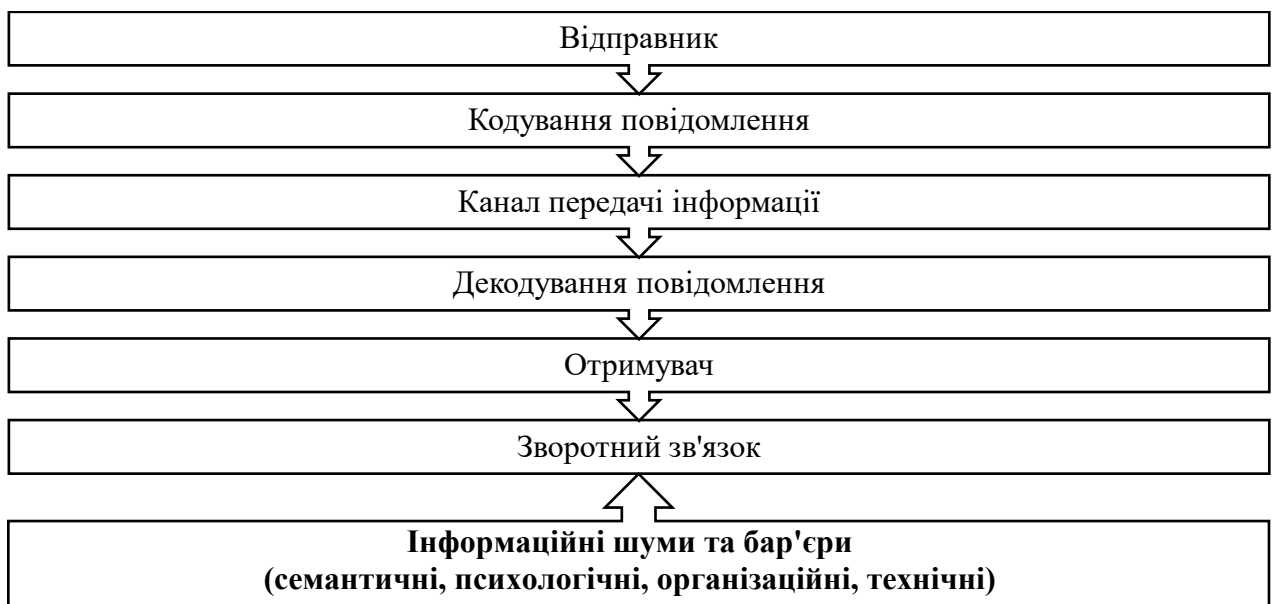 Відправник
Кодування повідомлення
Канал передачі інформації
Декодування повідомлення
Отримувач
Зворотний зв'язок
Інформаційні шуми та бар'єри
(семантичні, психологічні, організаційні, технічні)